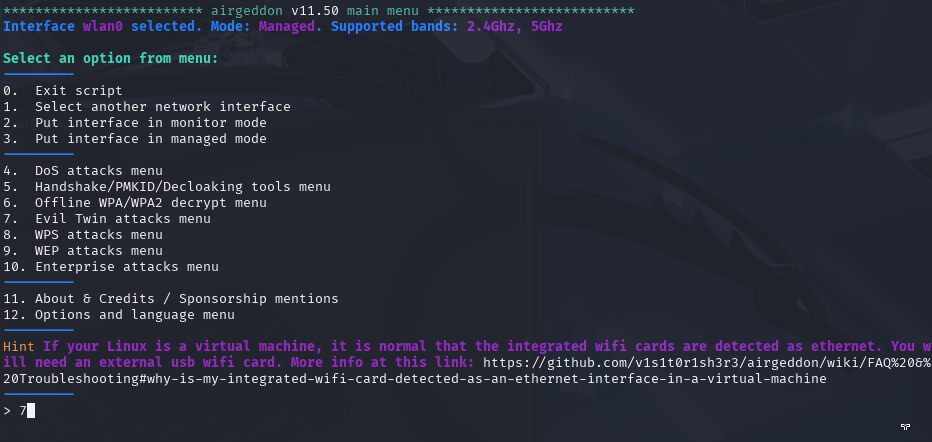 ************************* airgeddon v11.50 main menu **************************
Interface wlan0 selected. Mode: Managed. Supported bands: 2.4Ghz, 5Ghz
Select an option from menu:
---------
0.  Exit script
1.  Select another network interface
2.  Put interface in monitor mode
3.  Put interface in managed mode
---------
4.  DoS attacks menu
5.  Handshake/PMKID/Decloaking tools menu
6.  Offline WPA/WPA2 decrypt menu
7.  Evil Twin attacks menu
8.  WPS attacks menu
9.  WEP attacks menu
10. Enterprise attacks menu
---------
11. About & Credits / Sponsorship mentions
12. Options and language menu
---------
Hint If your Linux is a virtual machine, it is normal that the integrated wifi cards are detected as ethernet. You w
ill need an external usb wifi card. More info at this link: https://github.com/v1s1t0r1sh3r3/airgeddon/wiki/FAQ%20&%
20Troubleshooting#why-is-my-integrated-wifi-card-detected-as-an-ethernet-interface-in-a-virtual-machine
---------
> 7